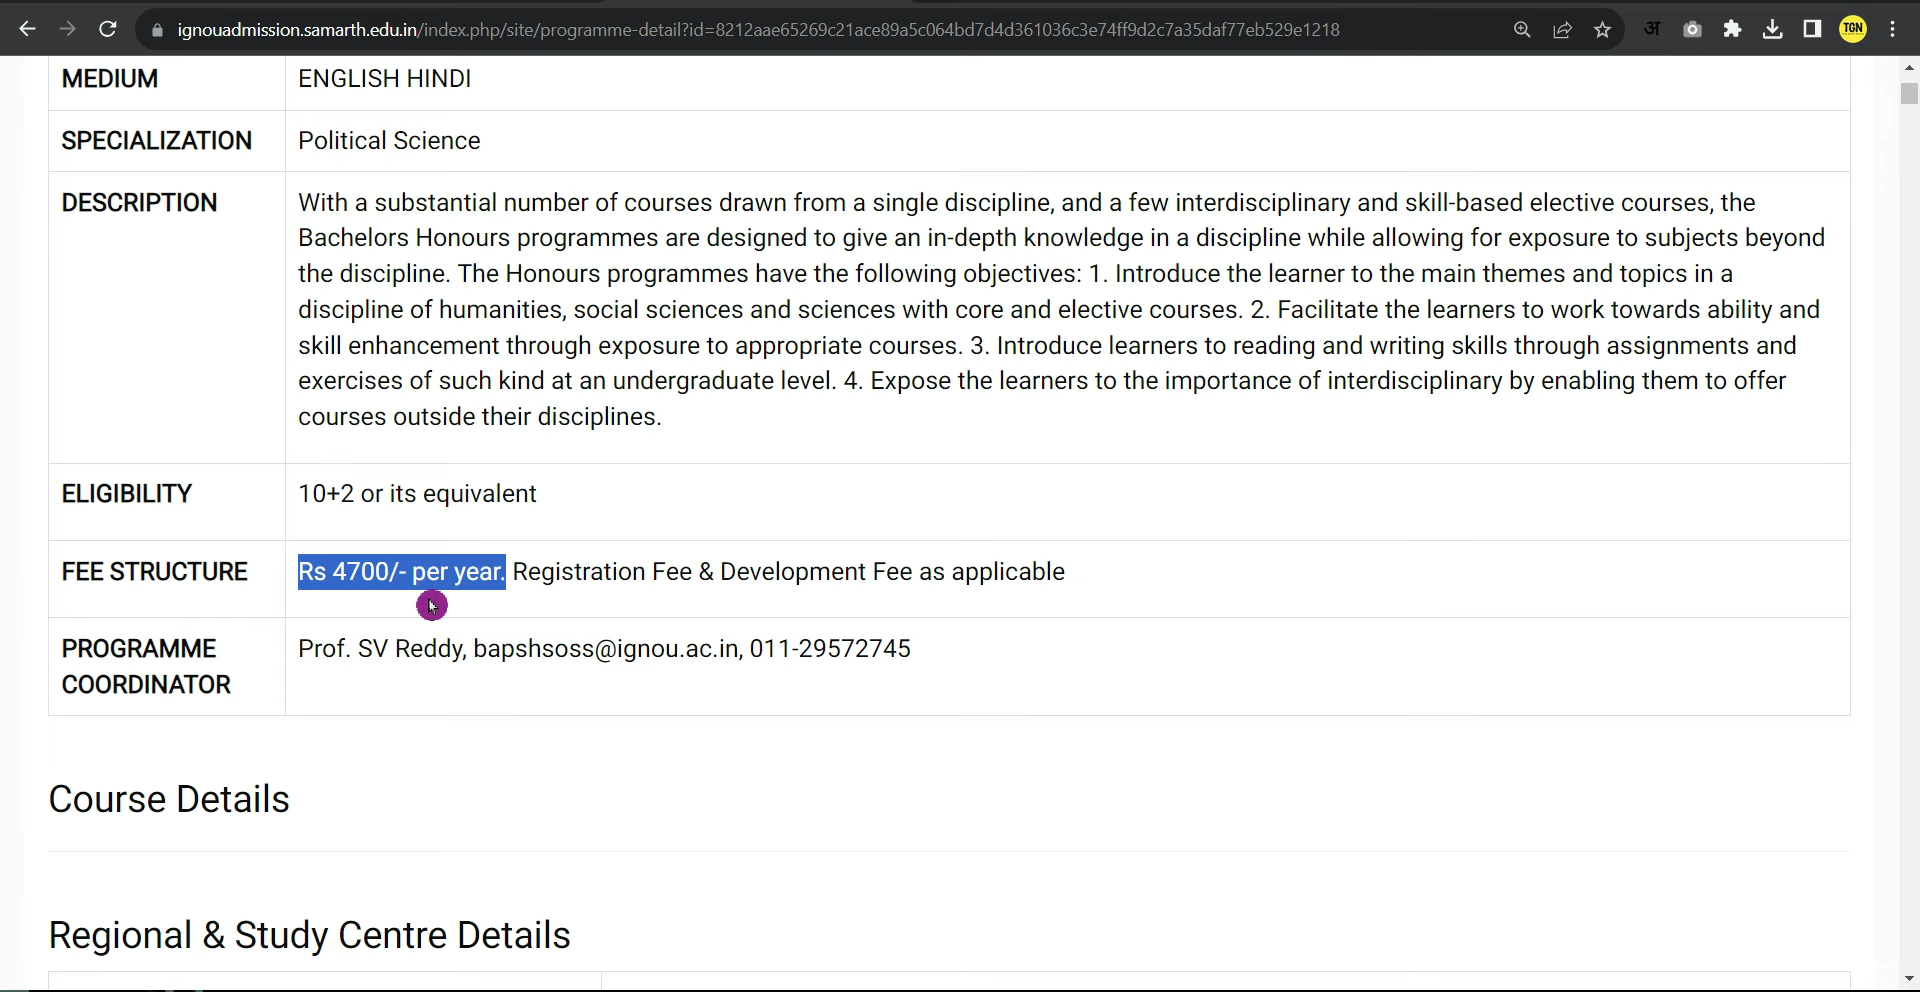 ignouadmission.samarth.edu.in/index.php/site/programme-detail?id=8212aae65269c21ace89a5c064bd7d4d361036c3e74ff9d2c7a35daf77eb529e1218
अ
TGN
MEDIUM
ENGLISH HINDI
SPECIALIZATION
Political Science
DESCRIPTION
With a substantial number of courses drawn from a single discipline, and a few interdisciplinary and skill-based elective courses, the
Bachelors Honours programmes are designed to give an in-depth knowledge in a discipline while allowing for exposure to subjects beyond
the discipline. The Honours programmes have the following objectives: 1. Introduce the learner to the main themes and topics in a
discipline of humanities, social sciences and sciences with core and elective courses. 2. Facilitate the learners to work towards ability and
skill enhancement through exposure to appropriate courses. 3. Introduce learners to reading and writing skills through assignments and
exercises of such kind at an undergraduate level. 4. Expose the learners to the importance of interdisciplinary by enabling them to offer
courses outside their disciplines.
ELIGIBILITY
10+2 or its equivalent
FEE STRUCTURE
Rs 4700/- per year. Registration Fee & Development Fee as applicable
PROGRAMME
COORDINATOR
Prof. SV Reddy, bapshsoss@ignou.ac.in, 011-29572745
Course Details
Regional & Study Centre Details